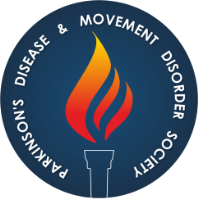 PARKINSON'S DISEASE & MOVEMENT DISORDER SOCIETY